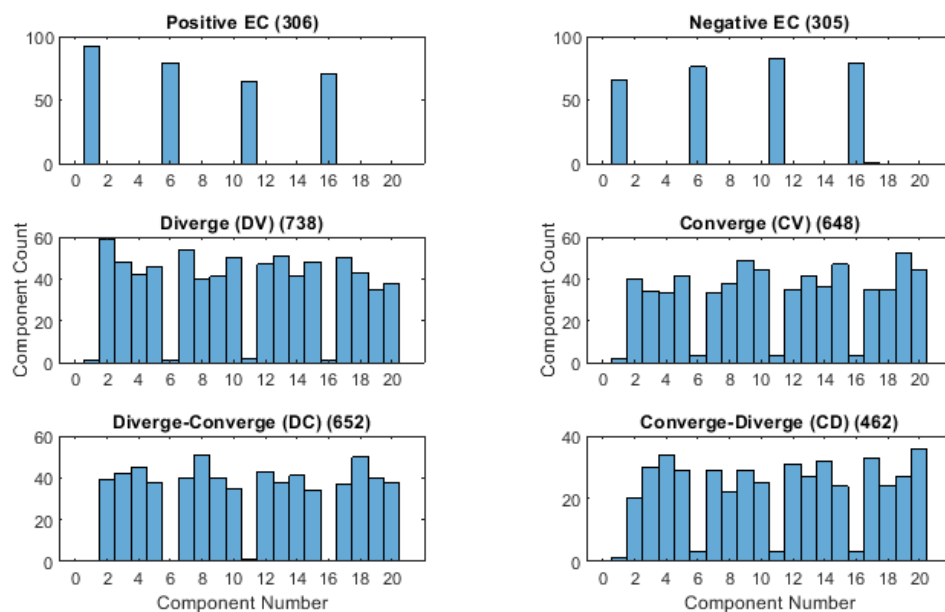 Positive EC (306)
100
50
0
0 2 4 6 8 10 12 14 16 18 20
Negative EC (305)
100
50
0
0 2 4 6 8 10 12 14 16 18 20
Diverge (DV) (738)
Component Count
60
40
20
0
0 2 4 6 8 10 12 14 16 18 20
Converge (CV) (648)
Component Count
60
40
20
0
0 2 4 6 8 10 12 14 16 18 20
Diverge-Converge (DC) (652)
60
40
20
0
0 2 4 6 8 10 12 14 16 18 20
Component Number
Converge-Diverge (CD) (462)
40
20
0
0 2 4 6 8 10 12 14 16 18 20
Component Number